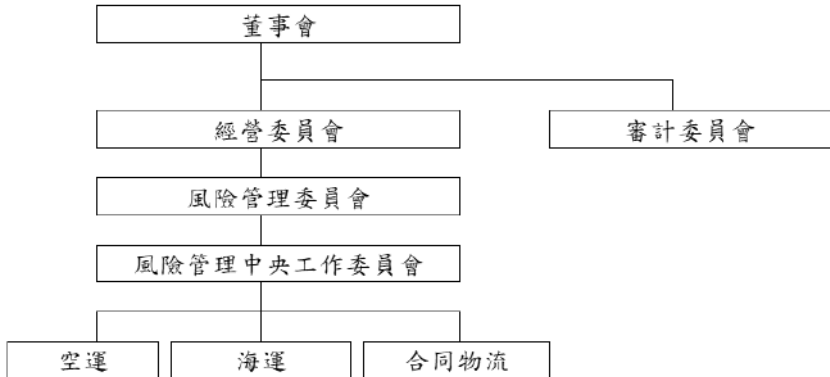 董事會
經營委員會
審計委員會
風險管理委員會
風險管理中央工作委員會
空運
海運
合同物流